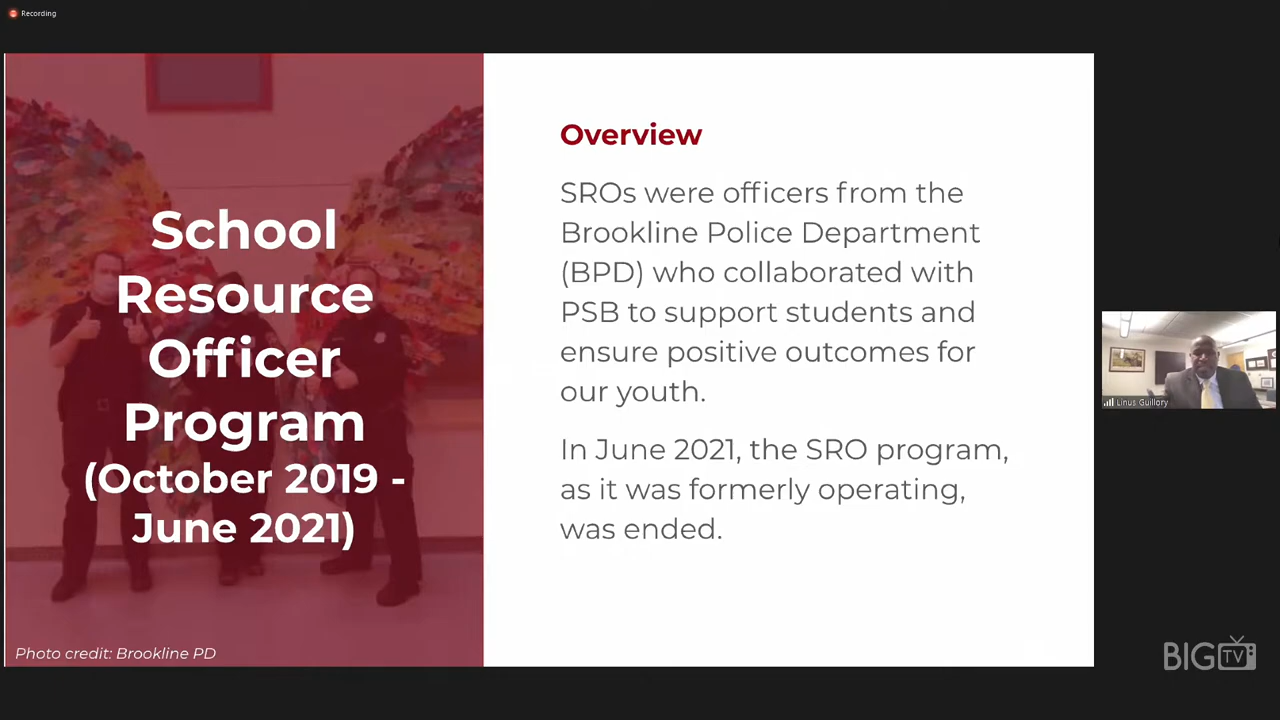 Recording
School
Resource
Officer
Program
(October 2019 -
June 2021)
Photo credit: Brookline PD
Overview
SROs were officers from the
Brookline Police Department
(BPD) who collaborated with
PSB to support students and
ensure positive outcomes for
our youth.
In June 2021, the SRO program,
as it was formerly operating,
was ended.
Linus Guillory
BIG TV